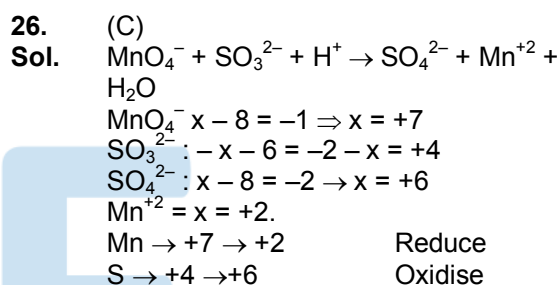 26. (C)
Sol. MnO₄⁻ + SO₃²⁻ + H⁺ → SO₄²⁻ + Mn⁺² +
H₂O
MnO₄⁻ x – 8 = –1 ⇒ x = +7
SO₃²⁻ : – x – 6 = –2 – x = +4
SO₄²⁻ : x – 8 = –2 → x = +6
Mn⁺² = x = +2.
Mn → +7 → +2 Reduce
S → +4 →+6 Oxidise